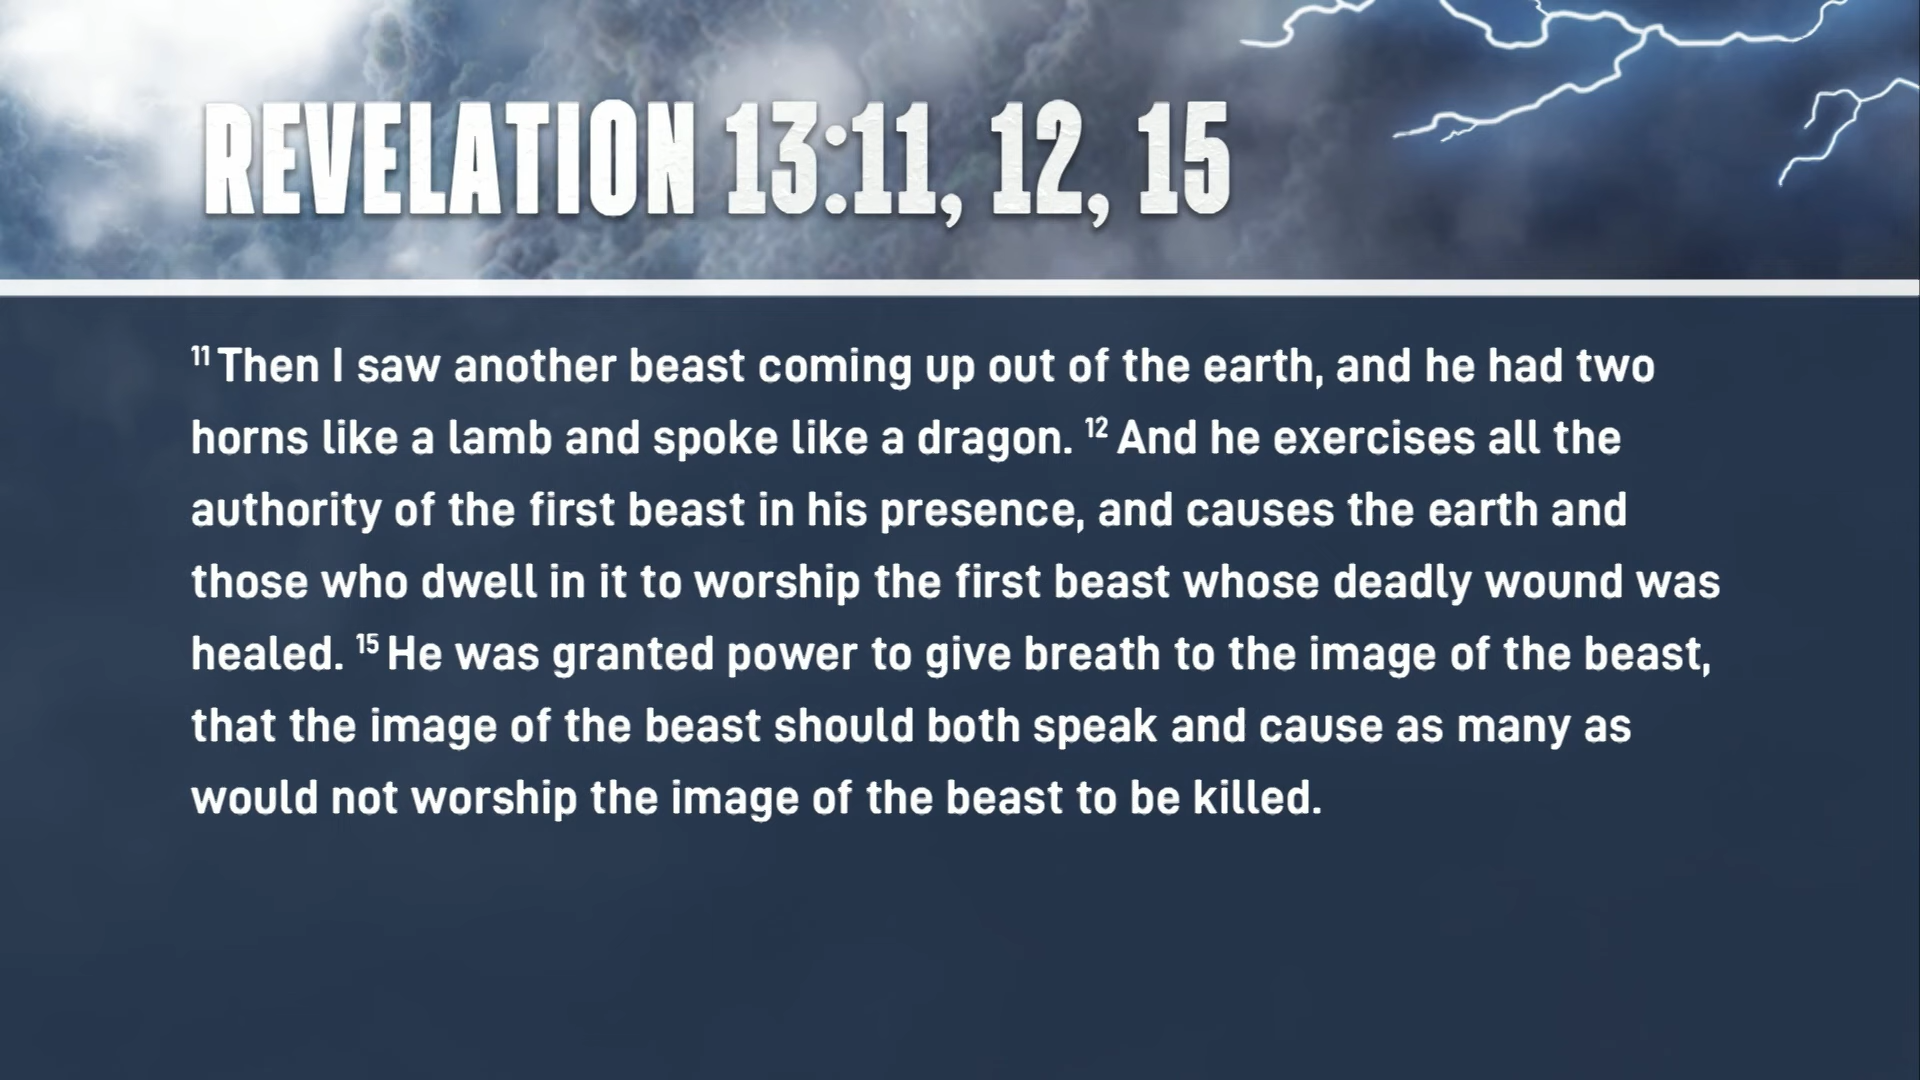 REVELATION 13:11, 12, 15
11 Then I saw another beast coming up out of the earth, and he had two
horns like a lamb and spoke like a dragon. 12 And he exercises all the
authority of the first beast in his presence, and causes the earth and
those who dwell in it to worship the first beast whose deadly wound was
healed. 15 He was granted power to give breath to the image of the beast,
that the image of the beast should both speak and cause as many as
would not worship the image of the beast to be killed.